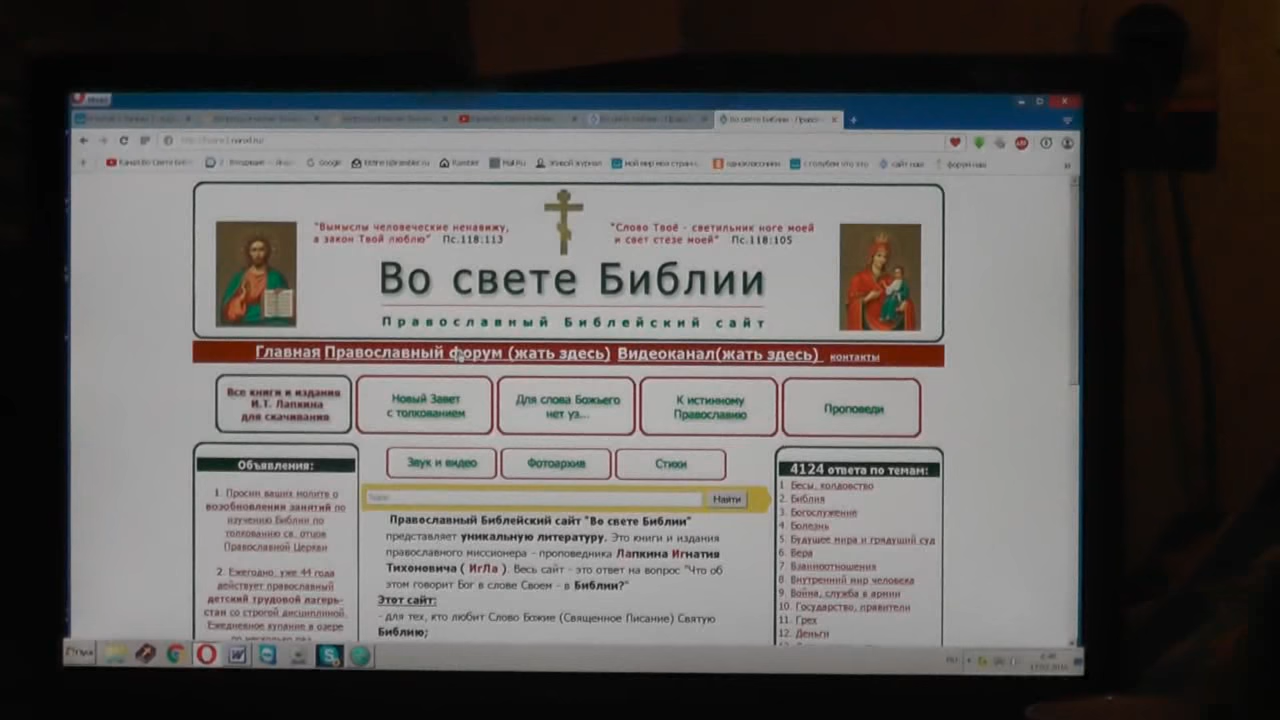 Google
Rambler
Mail.Ru
Живой журнал
одноклассники
"Вымыслы человеческие ненавижу,
а закон Твой люблю" Пс.118:113
"Слово Твоё - светильник ноге моей
и свет стезе моей" Пс.118:105
Во свете Библии
Православный Библейский сайт
Главная Православный форум (жать здесь) Видеоканал(жать здесь) контакты
Все книги и издания
И.Т. Лапкина
для скачивания
Новый Завет
с толкованием
Для слова Божьего
нет уз...
К истинному
Православию
Проповеди
Звук и видео
Фотоархив
Стихи
Объявления:
1. Просим ваших молитв о
возобновлении занятий по
изучению Библии по
толкованию св. отцов
Православной Церкви
2. Ежегодно, уже 44 года
действует православный
детский трудовой лагерь-
стан со строгой дисциплиной.
Ежедневное купание в озере
Найти
Православный Библейский сайт "Во свете Библии"
представляет уникальную литературу. Это книги и издания
православного миссионера - проповедника Лапкина Игнатия
Тихоновича ( ИгЛа ). Весь сайт - это ответ на вопрос "Что об
этом говорит Бог в слове Своем - в Библии?"
Этот сайт:
- для тех, кто любит Слово Божие (Священное Писание) Святую
Библию;
4124 ответа по темам:
1. Бесы, колдовство
2. Библия
3. Богослужение
4. Болезнь
5. Будущее мира и грядущий суд
6. Вера
7. Взаимоотношения
8. Внутренний мир человека
9. Война, служба в армии
10. Государство, правители
11. Грех
12. Деньги